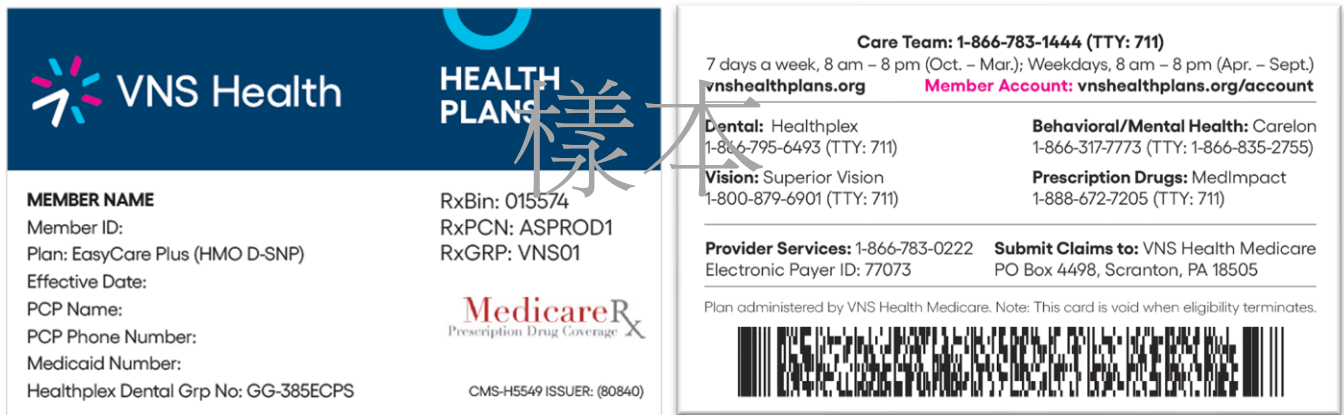 VNS Health
HEALTH
PLANS
樣本
MEMBER NAME
Member ID:
Plan: EasyCare Plus (HMO D-SNP)
Effective Date:
PCP Name:
PCP Phone Number:
Medicaid Number:
Healthplex Dental Grp No: GG-385ECPS
RxBin: 015574
RxPCN: ASPROD1
RxGRP: VNS01
MedicareRx
Prescription Drug Coverage
CMS-H5549 ISSUER: (80840)
Care Team: 1-866-783-1444 (TTY: 711)
7 days a week, 8 am – 8 pm (Oct. – Mar.); Weekdays, 8 am – 8 pm (Apr. – Sept.)
vnshealthplans.org Member Account: vnshealthplans.org/account
Dental: Healthplex
1-866-795-6493 (TTY: 711)
Vision: Superior Vision
1-800-879-6901 (TTY: 711)
Behavioral/Mental Health: Carelon
1-866-317-7773 (TTY: 1-866-835-2755)
Prescription Drugs: MedImpact
1-888-672-7205 (TTY: 711)
Provider Services: 1-866-783-0222
Electronic Payer ID: 77073
Submit Claims to: VNS Health Medicare
PO Box 4498, Scranton, PA 18505
Plan administered by VNS Health Medicare. Note: This card is void when eligibility terminates.